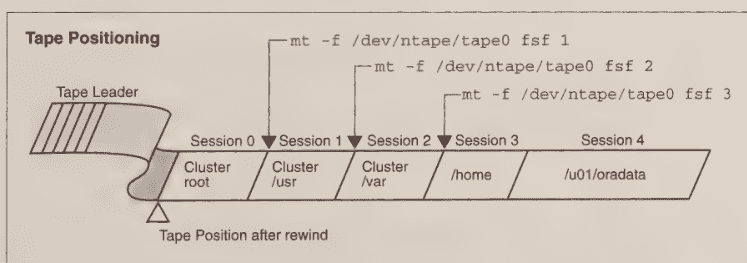 Tape Positioning
mt -f /dev/ntape/tape0 fsf 1
mt -f /dev/ntape/tape0 fsf 2
mt -f /dev/ntape/tape0 fsf 3
Tape Leader
Session 0
Session 1
Session 2
Session 3
Session 4
Cluster
root
Cluster
/usr
Cluster
/var
/home
/u01/oradata
Tape Position after rewind